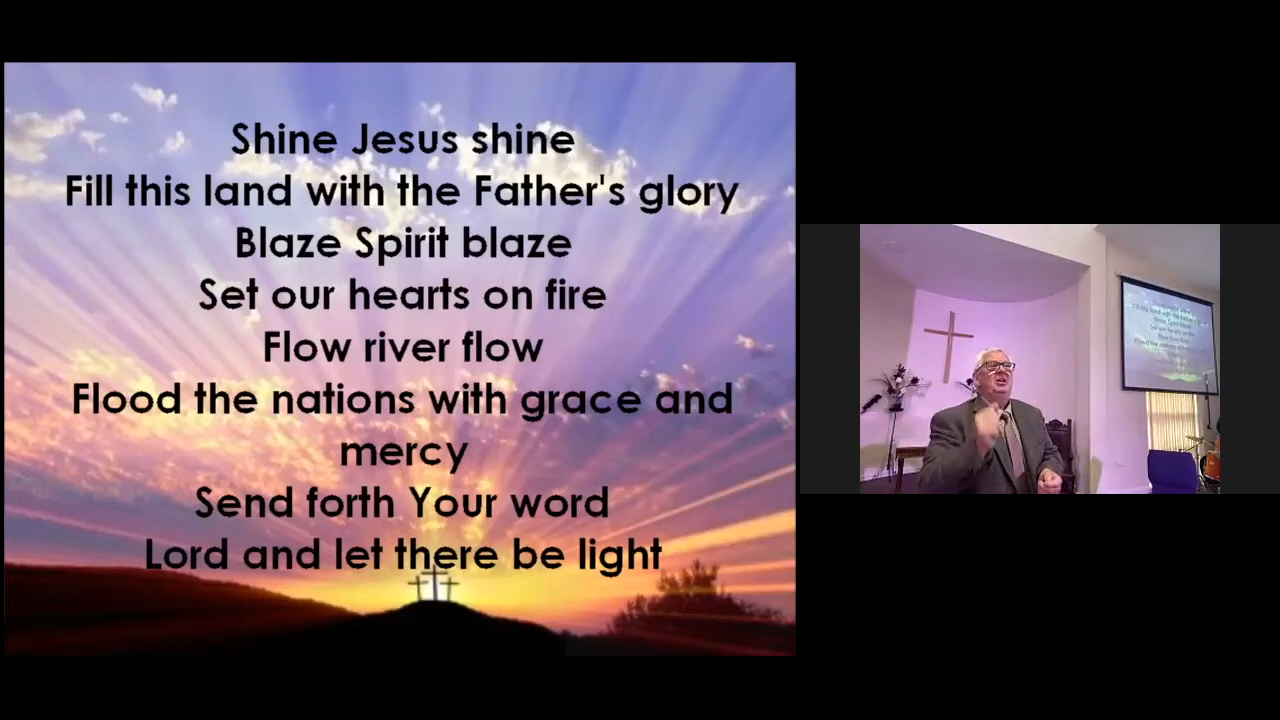 Shine Jesus shine
Fill this land with the Father's glory
Blaze Spirit blaze
Set our hearts on fire
Flow river flow
Flood the nations with grace and
mercy
Send forth Your word
Lord and let there be light